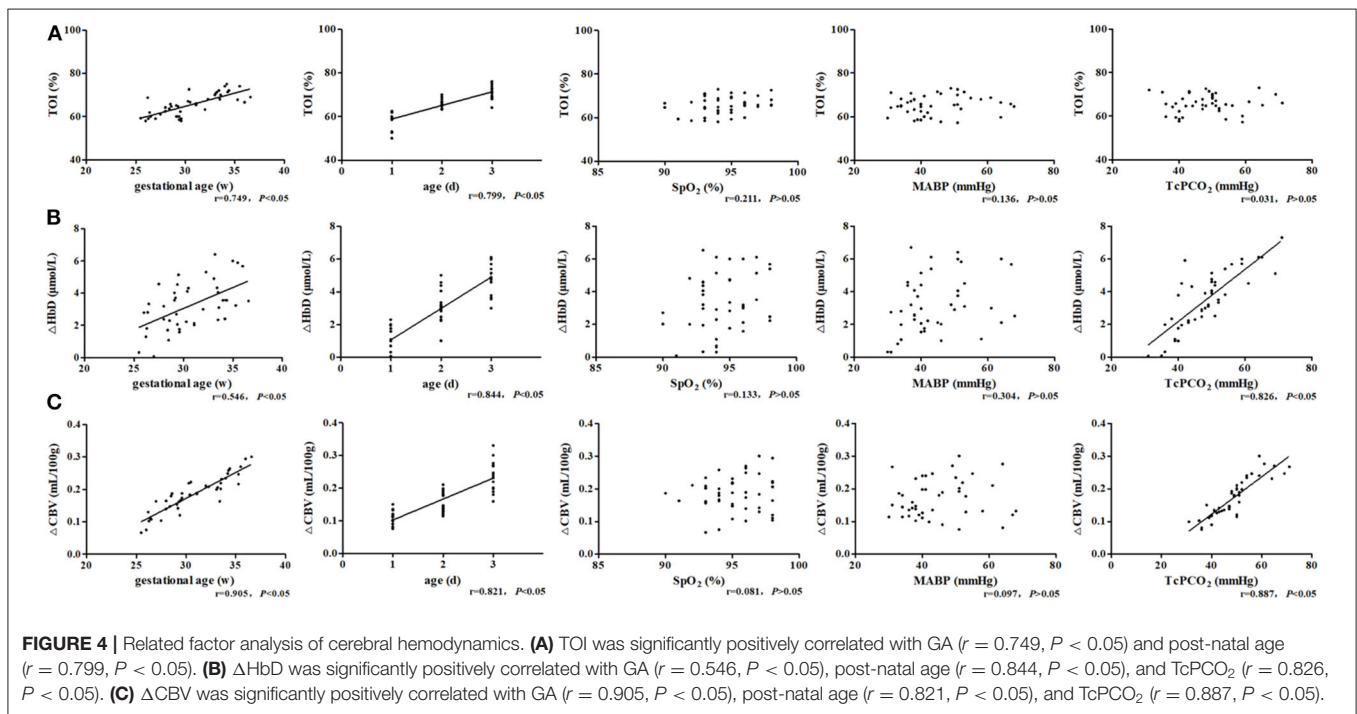 A
TOI (%)
100
80
60
40
20
30
40
gestational age (w)
r=0.749, P<0.05
TOI (%)
100
80
60
40
0
1
2
3
4
age (d)
r=0.799, P<0.05
TOI (%)
100
80
60
40
85
90
95
100
SpO2 (%)
r=0.211, P>0.05
TOI (%)
100
80
60
40
20
40
60
80
MABP (mmHg)
r=0.136, P>0.05
TOI (%)
100
80
60
40
20
40
60
80
TcPCO2 (mmHg)
r=0.031, P>0.05
B
△HbD (μmol/L)
8
6
4
2
0
20
30
40
gestational age (w)
r=0.546, P<0.05
△HbD (μmol/L)
8
6
4
2
0
0
1
2
3
4
age (d)
r=0.844, P<0.05
△HbD (μmol/L)
8
6
4
2
0
85
90
95
100
SpO2 (%)
r=0.133, P>0.05
△HbD (μmol/L)
8
6
4
2
0
20
40
60
80
MABP (mmHg)
r=0.304, P>0.05
△HbD (μmol/L)
8
6
4
2
0
20
40
60
80
TcPCO2 (mmHg)
r=0.826, P<0.05
C
△CBV (mL/100g)
0.4
0.3
0.2
0.1
0.0
20
30
40
gestational age (w)
r=0.905, P<0.05
△CBV (mL/100g)
0.4
0.3
0.2
0.1
0.0
0
1
2
3
4
age (d)
r=0.821, P<0.05
△CBV (mL/100g)
0.4
0.3
0.2
0.1
0.0
85
90
95
100
SpO2 (%)
r=0.081, P>0.05
△CBV (mL/100g)
0.4
0.3
0.2
0.1
0.0
20
40
60
80
MABP (mmHg)
r=0.097, P>0.05
△CBV (mL/100g)
0.4
0.3
0.2
0.1
0.0
0
20
40
60
80
TcPCO2 (mmHg)
r=0.887, P<0.05
FIGURE 4 | Related factor analysis of cerebral hemodynamics. (A) TOI was significantly positively correlated with GA (r = 0.749, P < 0.05) and post-natal age
(r = 0.799, P < 0.05). (B) ΔHbD was significantly positively correlated with GA (r = 0.546, P < 0.05), post-natal age (r = 0.844, P < 0.05), and TcPCO2 (r = 0.826,
P < 0.05). (C) ΔCBV was significantly positively correlated with GA (r = 0.905, P < 0.05), post-natal age (r = 0.821, P < 0.05), and TcPCO2 (r = 0.887, P < 0.05).